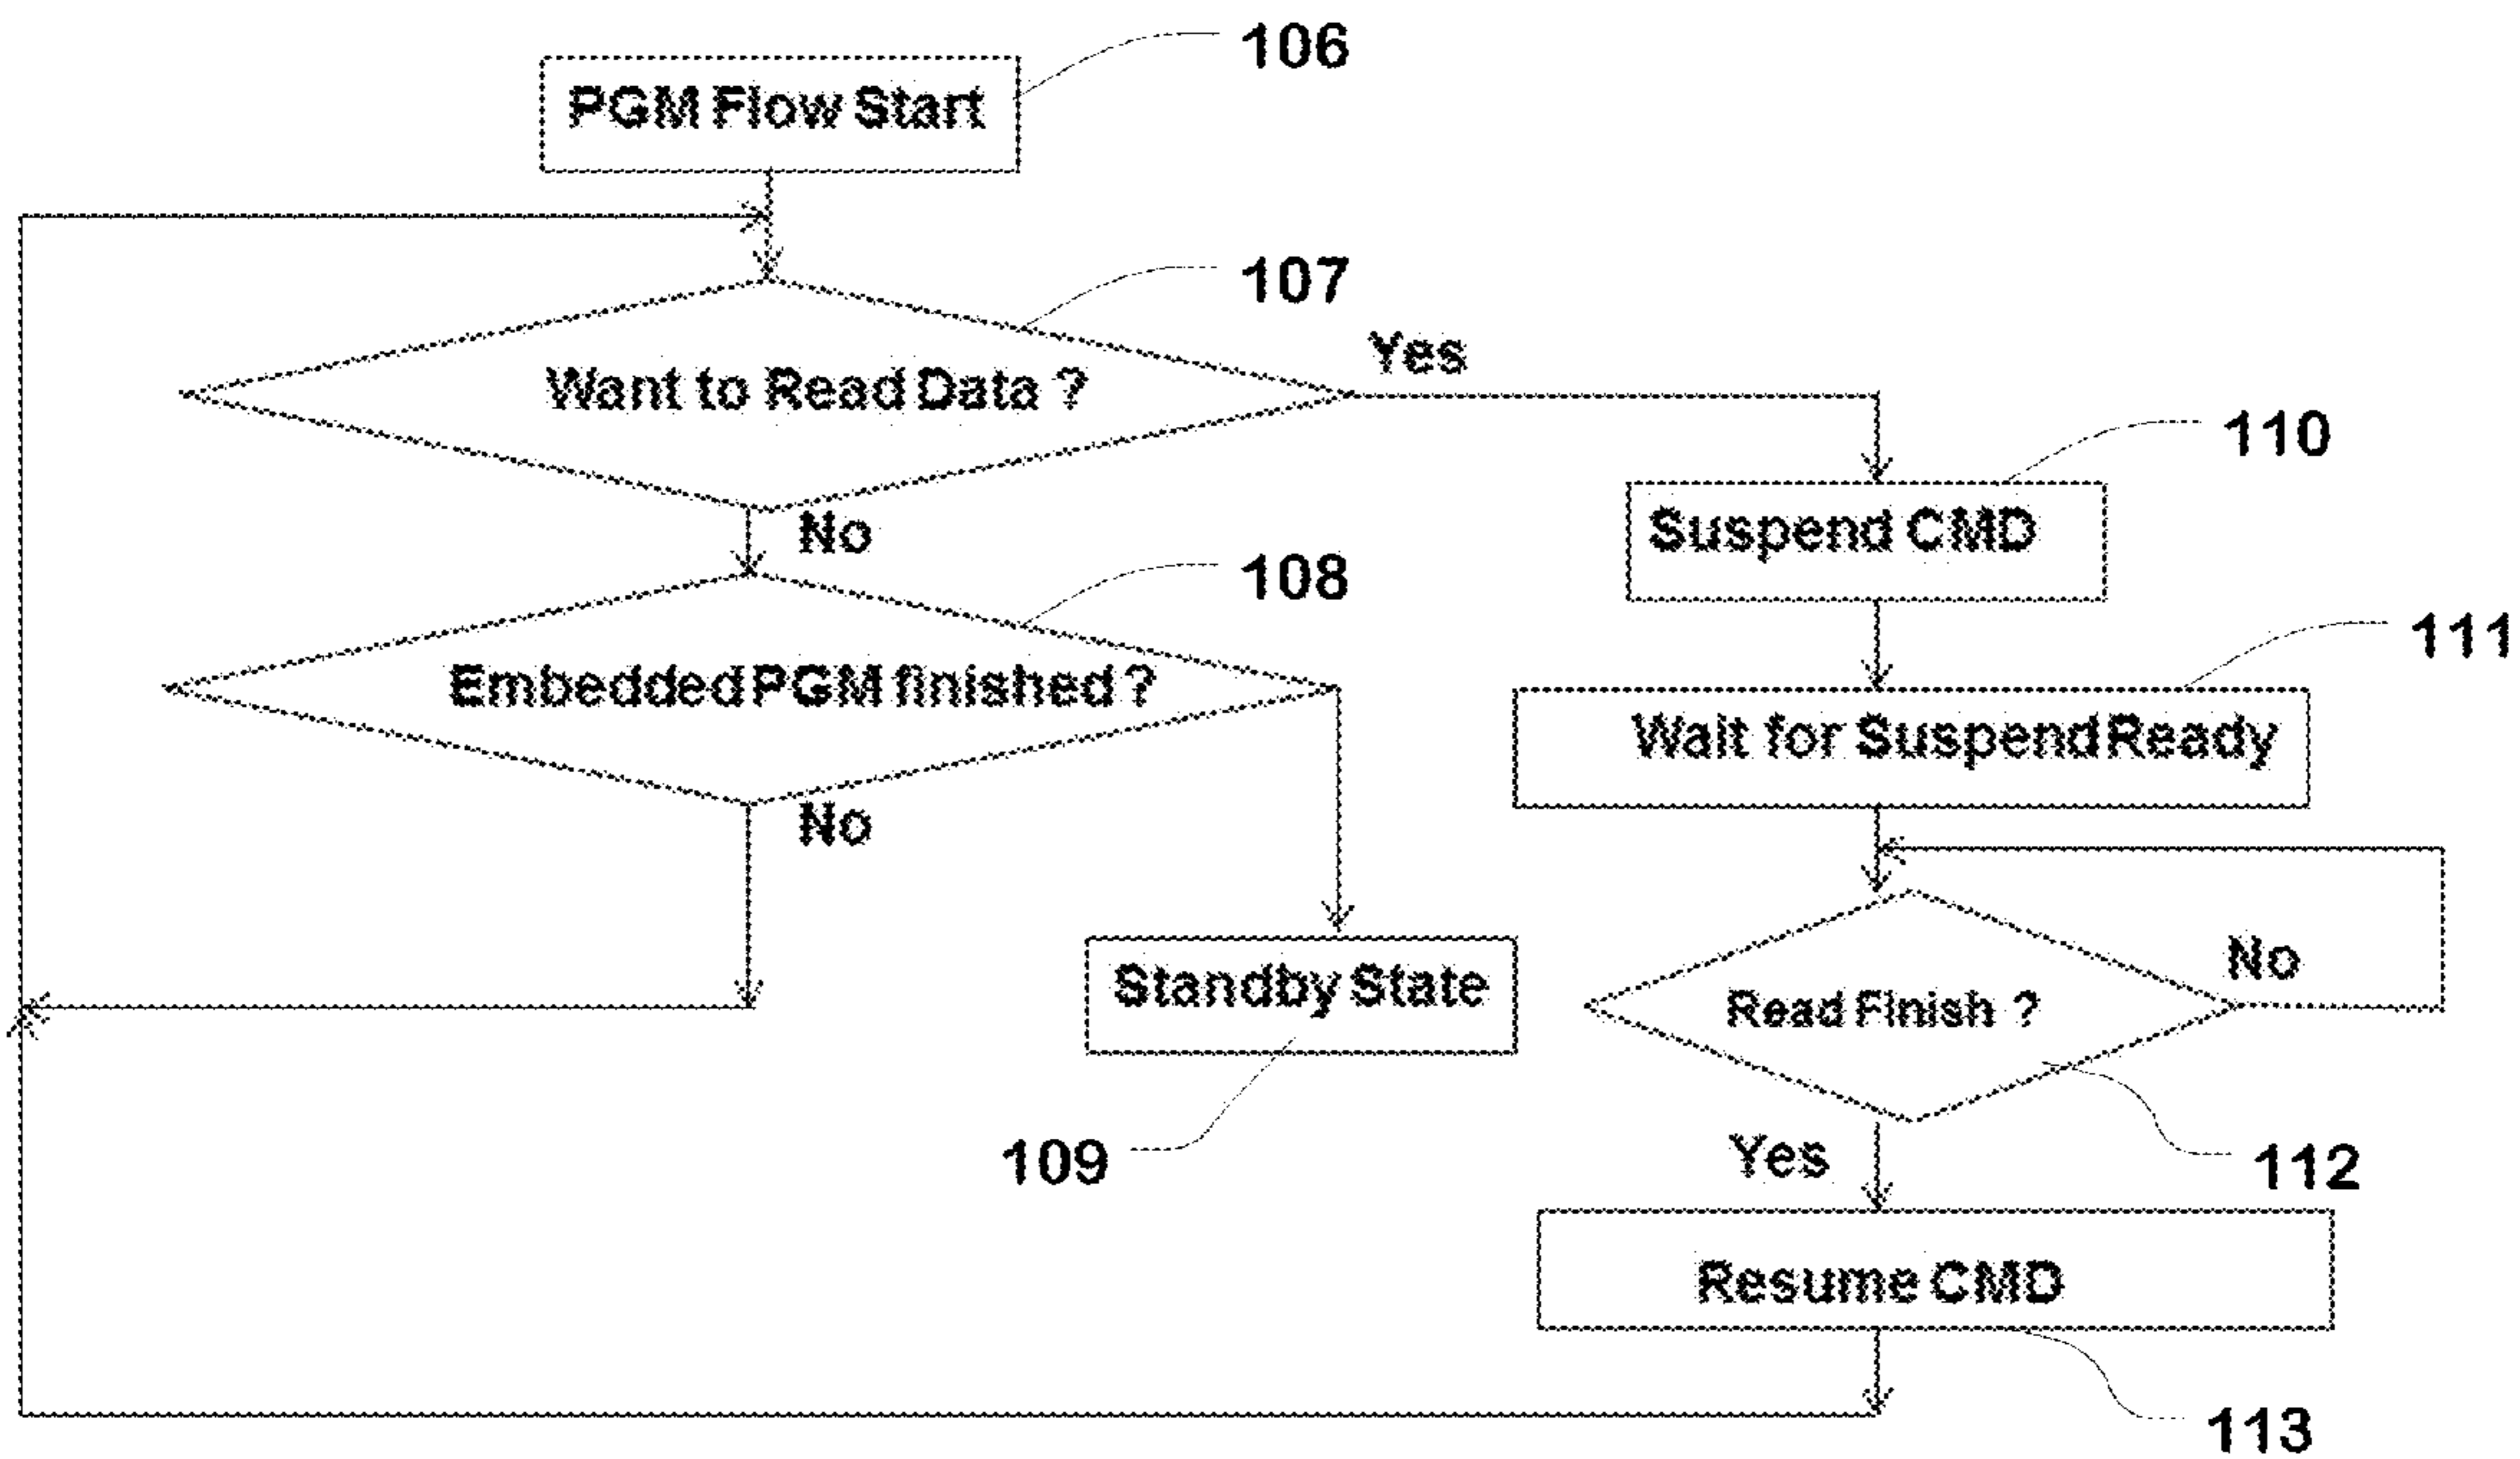 106
PGM Flow Start
107
Want to Read Data ?
Yes
110
Suspend CMD
No
108
111
Embedded PGM finished ?
Wait for Suspend Ready
No
Standby State
No
Read Finish ?
109
Yes
112
Resume CMD
113